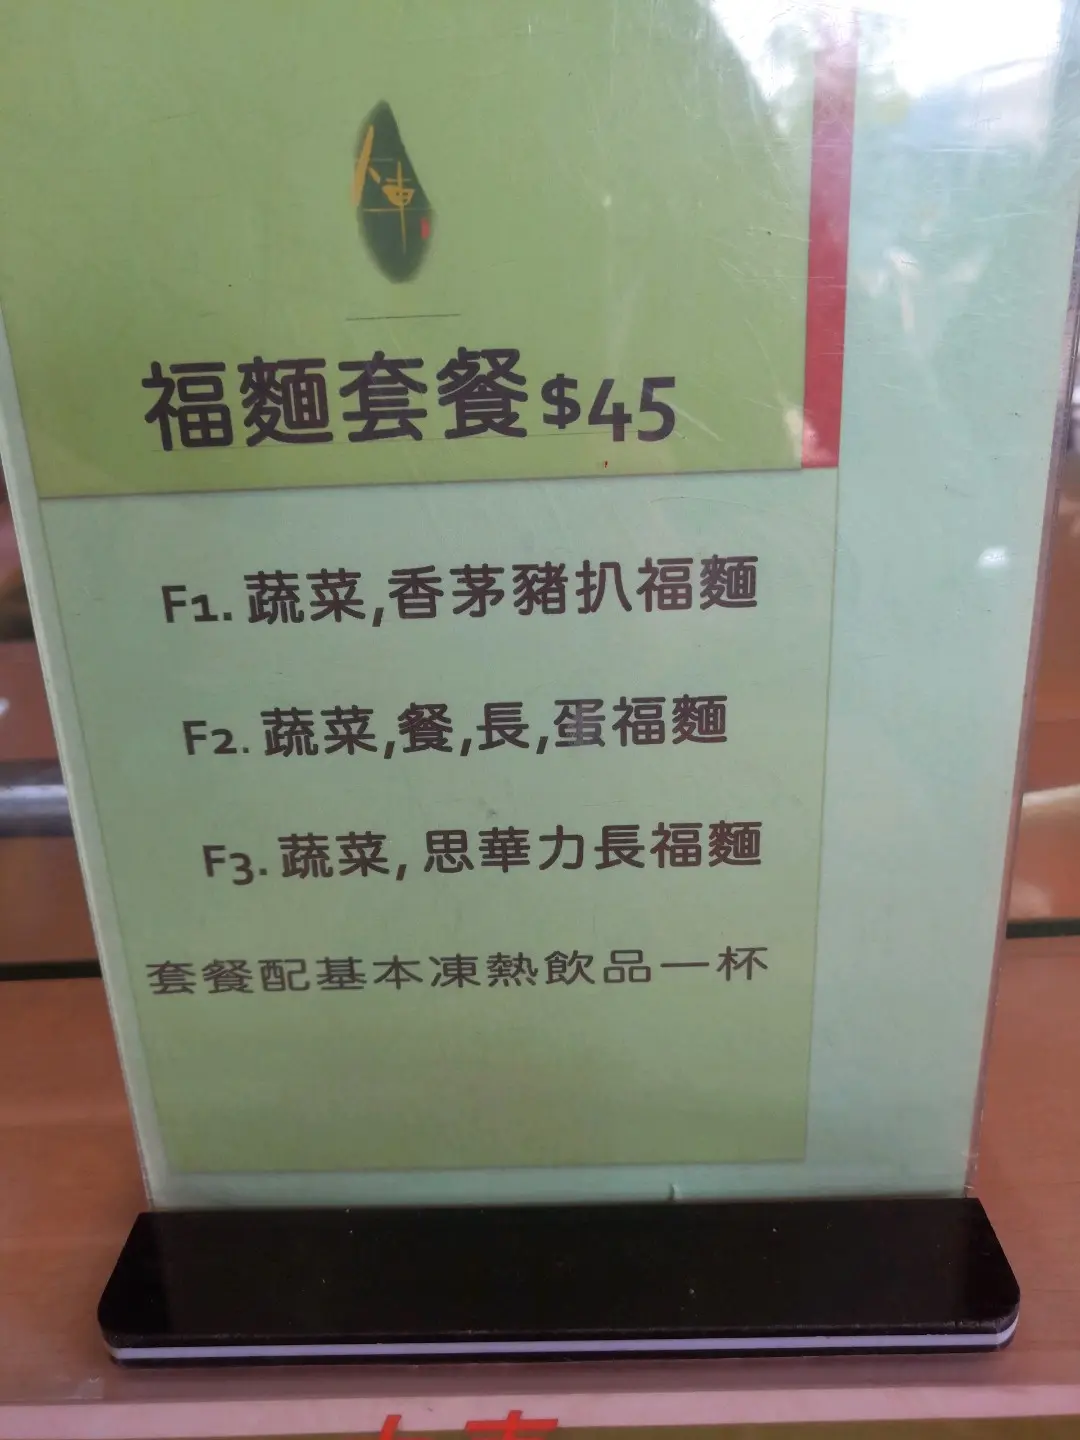 福麵套餐$45
F1. 蔬菜,香茅豬扒福麵
F2. 蔬菜,餐,長,蛋福麵
F3. 蔬菜, 思華力長福麵
套餐配基本凍熱飲品一杯